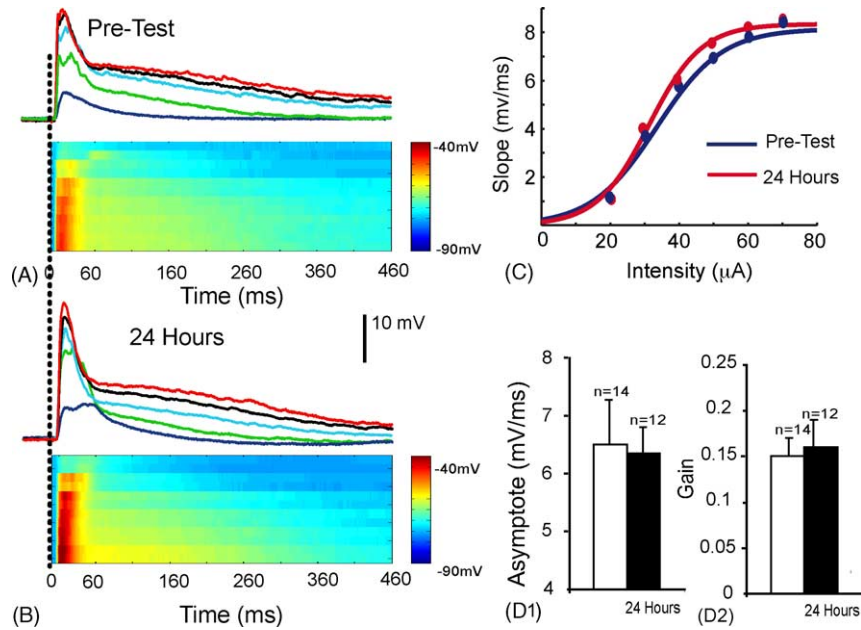 Pre-Test
-40mV
-90mV
0 60 160 260 360 460
(A)
Time (ms)
10 mV
24 Hours
-40mV
-90mV
0 60 160 260 360 460
(B)
Time (ms)
Slope (mv/ms)
8
6
4
2
Pre-Test
24 Hours
0 20 40 60 80
(C)
Intensity (μA)
Asymptote (mV/ms)
8
7
6
5
4
n=14
n=12
24 Hours
(D1)
Gain
0.25
0.2
0.15
0.1
0.05
0
n=14
n=12
24 Hours
(D2)